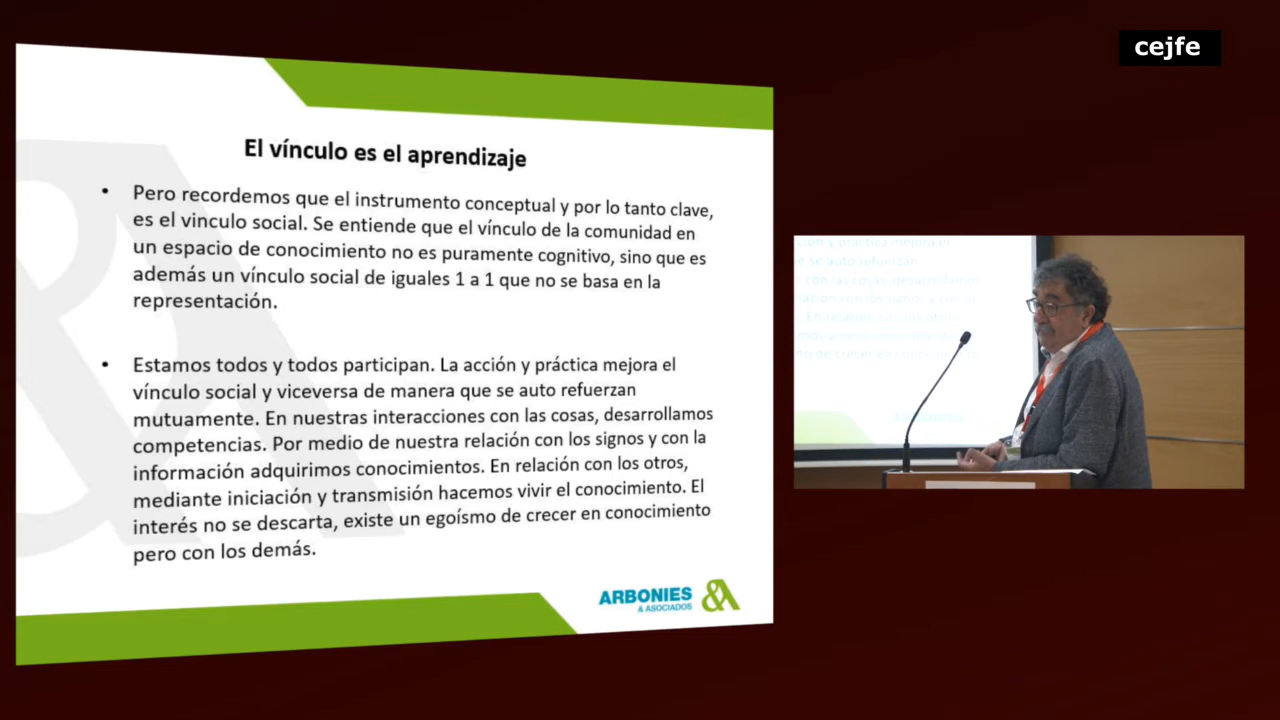 cejfe
El vínculo es el aprendizaje
• Pero recordemos que el instrumento conceptual y por lo tanto clave,
es el vinculo social. Se entiende que el vínculo de la comunidad en
un espacio de conocimiento no es puramente cognitivo, sino que es
además un vínculo social de iguales 1 a 1 que no se basa en la
representación.
• Estamos todos y todos participan. La acción y práctica mejora el
vínculo social y viceversa de manera que se auto refuerzan
mutuamente. En nuestras interacciones con las cosas, desarrollamos
competencias. Por medio de nuestra relación con los signos y con la
información adquirimos conocimientos. En relación con los otros,
mediante iniciación y transmisión hacemos vivir el conocimiento. El
interés no se descarta, existe un egoísmo de crecer en conocimiento
pero con los demás.
ARBONIES
& ASOCIADOS
&A